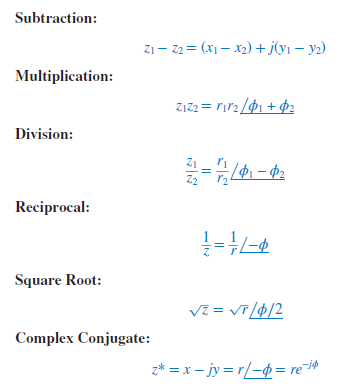 Subtraction:
z₁ – z₂ = (x₁ – x₂) + j(y₁ – y₂)
Multiplication:
z₁z₂ = r₁r₂ /ϕ₁ + ϕ₂
Division:
z₁/z₂ = r₁/r₂ /ϕ₁ – ϕ₂
Reciprocal:
1/z = 1/r /–ϕ
Square Root:
√z = √r /ϕ/2
Complex Conjugate:
z* = x – jy = r/–ϕ = re⁻ʲᶲ